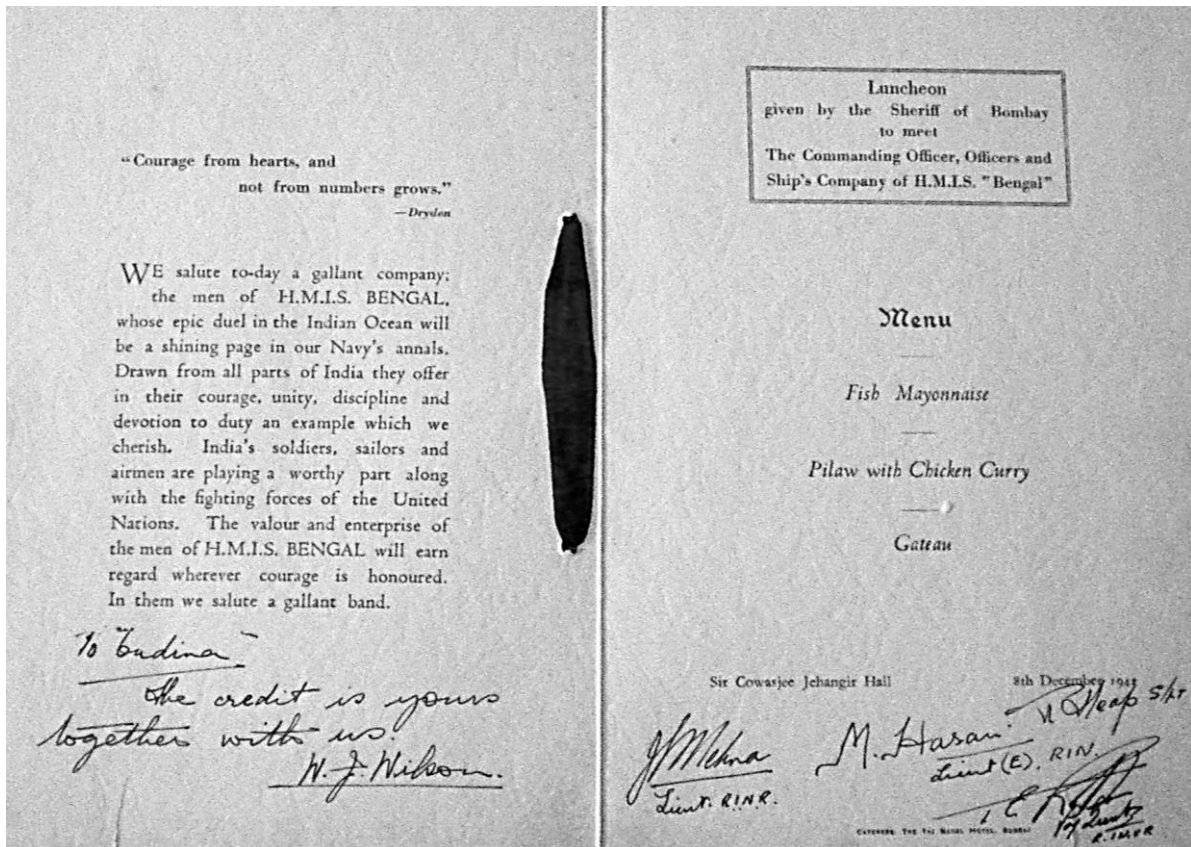 "Courage from hearts, and
not from numbers grows."
—Dryden
WE salute to-day a gallant company;
the men of H.M.I.S. BENGAL,
whose epic duel in the Indian Ocean will
be a shining page in our Navy's annals.
Drawn from all parts of India they offer
in their courage, unity, discipline and
devotion to duty an example which we
cherish. India's soldiers, sailors and
airmen are playing a worthy part along
with the fighting forces of the United
Nations. The valour and enterprise of
the men of H.M.I.S. BENGAL will earn
regard wherever courage is honoured.
In them we salute a gallant band.
To
The credit is yours
together with us.
W. J. Wilson.
Luncheon
given by the Sheriff of Bombay
to meet
The Commanding Officer, Officers and
Ship's Company of H.M.I.S. "Bengal"
Menu
Fish Mayonnaise
Pilaw with Chicken Curry
Gateau
Sir Cowasjee Jehangir Hall 8th December
Heap S/Lt
M. Hasan.
Lieut (E). RIN.
Lieut. R.I.N.R.
R.I.N.V.R
CATERERS: THE TAJ MAHAL HOTEL, BOMBAY